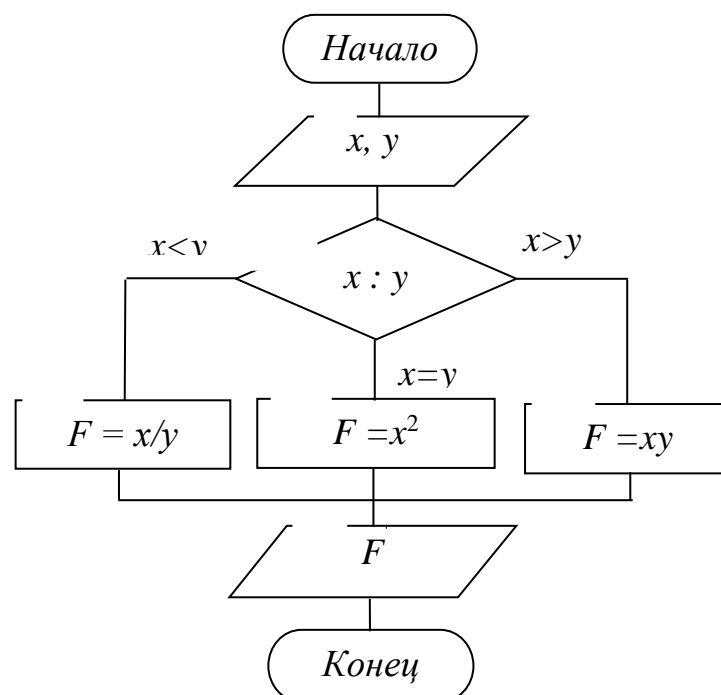 Начало
x, y
x<y
x>y
x : y
x=y
F = x/y
F =x²
F =xy
F
Конец